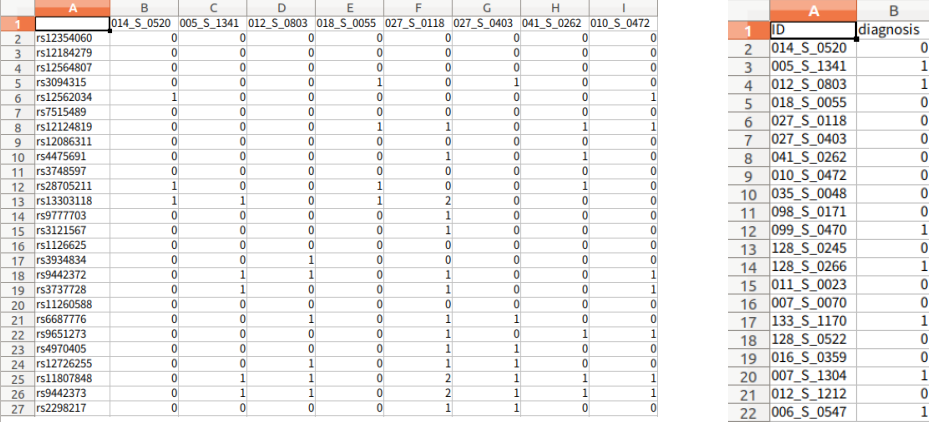 A B C D E F G H I
1 014_S_0520 005_S_1341 012_S_0803 018_S_0055 027_S_0118 027_S_0403 041_S_0262 010_S_0472
2 rs12354060 0 0 0 0 0 0 0 0
3 rs12184279 0 0 0 0 0 0 0 0
4 rs12564807 0 0 0 0 0 0 0 0
5 rs3094315 0 0 0 1 0 1 0 0
6 rs12562034 1 0 0 0 0 0 0 1
7 rs7515489 0 0 0 0 0 0 0 0
8 rs12124819 0 0 0 1 1 0 1 1
9 rs12086311 0 0 0 0 0 0 0 0
10 rs4475691 0 0 0 0 1 0 1 0
11 rs3748597 0 0 0 0 0 0 0 0
12 rs28705211 1 0 0 1 0 0 1 0
13 rs13303118 1 1 0 1 2 0 0 0
14 rs9777703 0 0 0 0 1 0 0 0
15 rs3121567 0 0 0 0 1 0 0 0
16 rs1126625 0 0 0 0 0 0 0 0
17 rs3934834 0 0 1 0 0 0 0 0
18 rs9442372 0 1 1 0 1 0 0 1
19 rs3737728 0 1 0 0 1 0 0 1
20 rs11260588 0 0 0 0 0 0 0 0
21 rs6687776 0 0 1 0 1 1 0 0
22 rs9651273 0 0 0 0 1 0 1 1
23 rs4970405 0 0 0 0 1 1 0 0
24 rs12726255 0 0 1 0 1 1 0 0
25 rs11807848 0 1 1 0 2 1 1 1
26 rs9442373 0 1 1 0 2 1 1 1
27 rs2298217 0 0 0 0 1 1 0 0
A B
1 ID diagnosis
2 014_S_0520 0
3 005_S_1341 1
4 012_S_0803 1
5 018_S_0055 0
6 027_S_0118 0
7 027_S_0403 0
8 041_S_0262 0
9 010_S_0472 0
10 035_S_0048 0
11 098_S_0171 0
12 099_S_0470 1
13 128_S_0245 0
14 128_S_0266 1
15 011_S_0023 0
16 007_S_0070 0
17 133_S_1170 1
18 128_S_0522 0
19 016_S_0359 0
20 007_S_1304 1
21 012_S_1212 0
22 006_S_0547 1